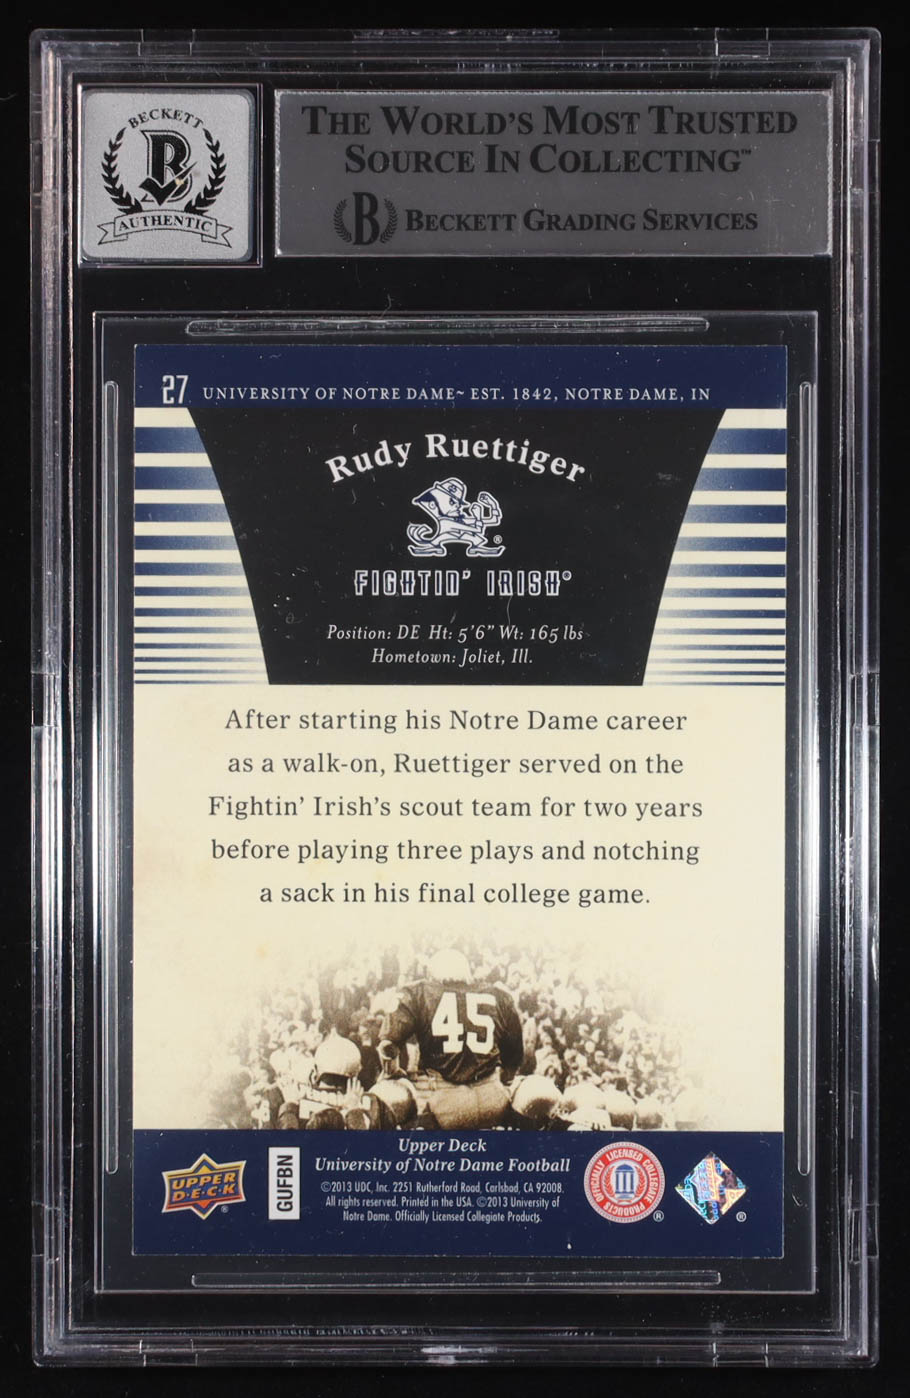 BECKETT
B
AUTHENTIC
THE WORLD'S MOST TRUSTED
SOURCE IN COLLECTING™
B BECKETT GRADING SERVICES
27 UNIVERSITY OF NOTRE DAME~ EST. 1842, NOTRE DAME, IN
Rudy Ruettiger
®
FIGHTIN' IRISH®
Position: DE Ht: 5'6" Wt: 165 lbs
Hometown: Joliet, Ill.
After starting his Notre Dame career
as a walk-on, Ruettiger served on the
Fightin' Irish's scout team for two years
before playing three plays and notching
a sack in his final college game.
45
Upper Deck
University of Notre Dame Football
©2013 UDC, Inc. 2251 Rutherford Road, Carlsbad, CA 92008.
All rights reserved. Printed in the USA. ©2013 University of
Notre Dame. Officially Licensed Collegiate Products.
UPPER
D·E·C·K
®
GUFBN
OFFICIALLY LICENSED COLLEGIATE PRODUCTS
®
®